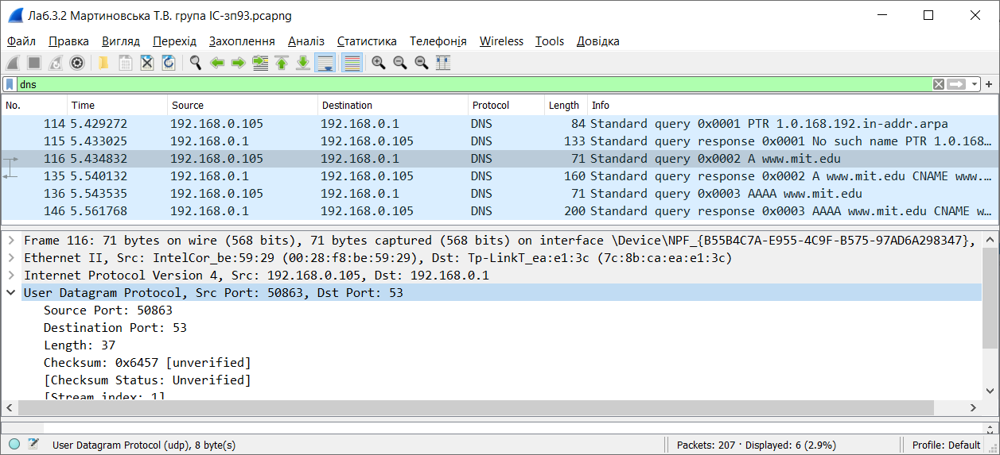 Лаб.3.2 Мартиновська Т.В. група ІС-зп93.pcapng
Файл Правка Вигляд Перехід Захоплення Аналіз Статистика Телефонія Wireless Tools Довідка
dns
No. Time Source Destination Protocol Length Info
114 5.429272 192.168.0.105 192.168.0.1 DNS 84 Standard query 0x0001 PTR 1.0.168.192.in-addr.arpa
115 5.433025 192.168.0.1 192.168.0.105 DNS 133 Standard query response 0x0001 No such name PTR 1.0.168…
116 5.434832 192.168.0.105 192.168.0.1 DNS 71 Standard query 0x0002 A www.mit.edu
135 5.540132 192.168.0.1 192.168.0.105 DNS 160 Standard query response 0x0002 A www.mit.edu CNAME www.…
136 5.543535 192.168.0.105 192.168.0.1 DNS 71 Standard query 0x0003 AAAA www.mit.edu
146 5.561768 192.168.0.1 192.168.0.105 DNS 200 Standard query response 0x0003 AAAA www.mit.edu CNAME w…
Frame 116: 71 bytes on wire (568 bits), 71 bytes captured (568 bits) on interface \Device\NPF_{B55B4C7A-E955-4C9F-B575-97AD6A298347},
Ethernet II, Src: IntelCor_be:59:29 (00:28:f8:be:59:29), Dst: Tp-LinkT_ea:e1:3c (7c:8b:ca:ea:e1:3c)
Internet Protocol Version 4, Src: 192.168.0.105, Dst: 192.168.0.1
User Datagram Protocol, Src Port: 50863, Dst Port: 53
Source Port: 50863
Destination Port: 53
Length: 37
Checksum: 0x6457 [unverified]
[Checksum Status: Unverified]
[Stream index: 1]
User Datagram Protocol (udp), 8 byte(s) Packets: 207 · Displayed: 6 (2.9%) Profile: Default